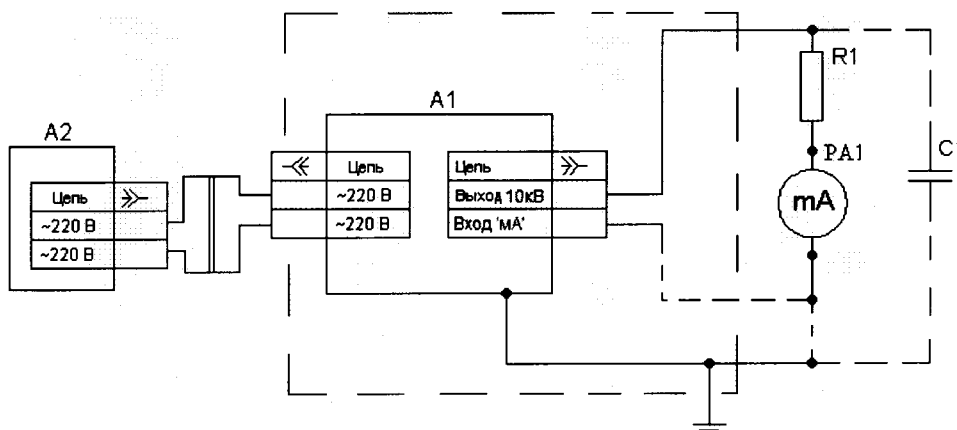 A2
Цепь
~220 В
~220 В
A1
Цепь
~220 В
~220 В
Цепь
Выход 10кВ
Вход 'мА'
R1
PA1
mA
C